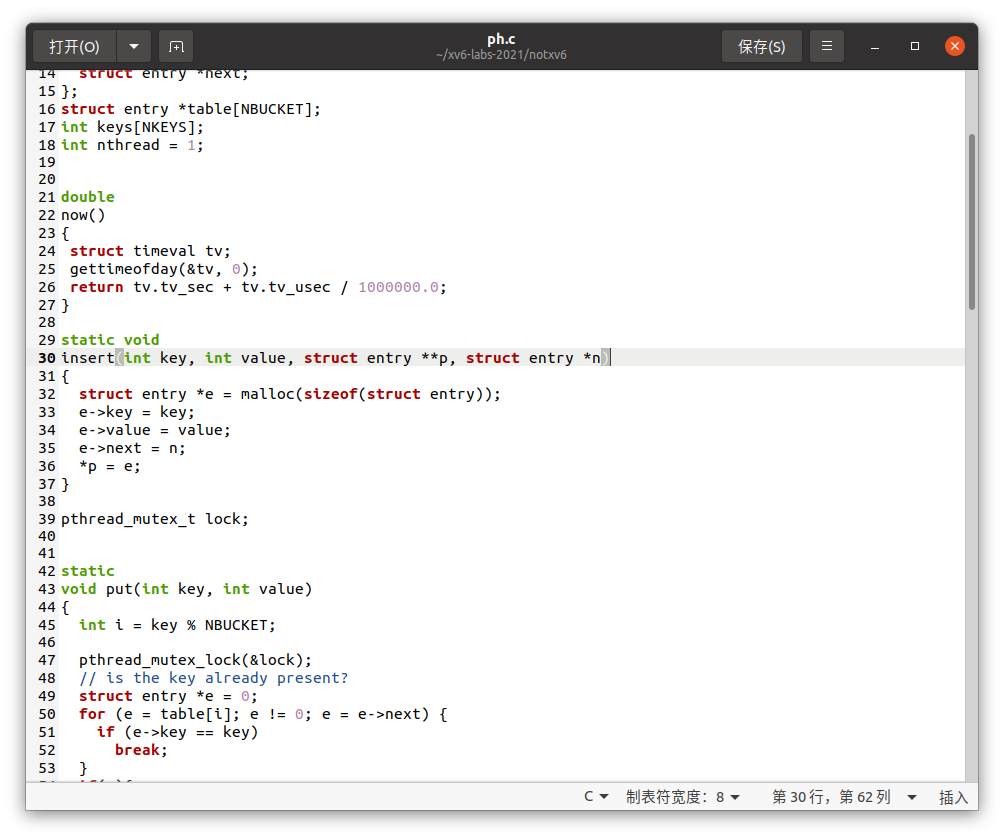 打开(O)
ph.c
~/xv6-labs-2021/notxv6
保存(S)
14   struct entry *next;
15 };
16 struct entry *table[NBUCKET];
17 int keys[NKEYS];
18 int nthread = 1;
19
20
21 double
22 now()
23 {
24  struct timeval tv;
25  gettimeofday(&tv, 0);
26  return tv.tv_sec + tv.tv_usec / 1000000.0;
27 }
28
29 static void
30 insert(int key, int value, struct entry **p, struct entry *n)
31 {
32   struct entry *e = malloc(sizeof(struct entry));
33   e->key = key;
34   e->value = value;
35   e->next = n;
36   *p = e;
37 }
38
39 pthread_mutex_t lock;
40
41
42 static
43 void put(int key, int value)
44 {
45   int i = key % NBUCKET;
46
47   pthread_mutex_lock(&lock);
48   // is the key already present?
49   struct entry *e = 0;
50   for (e = table[i]; e != 0; e = e->next) {
51     if (e->key == key)
52       break;
53   }
C
制表符宽度：8
第 30 行，第 62 列
插入